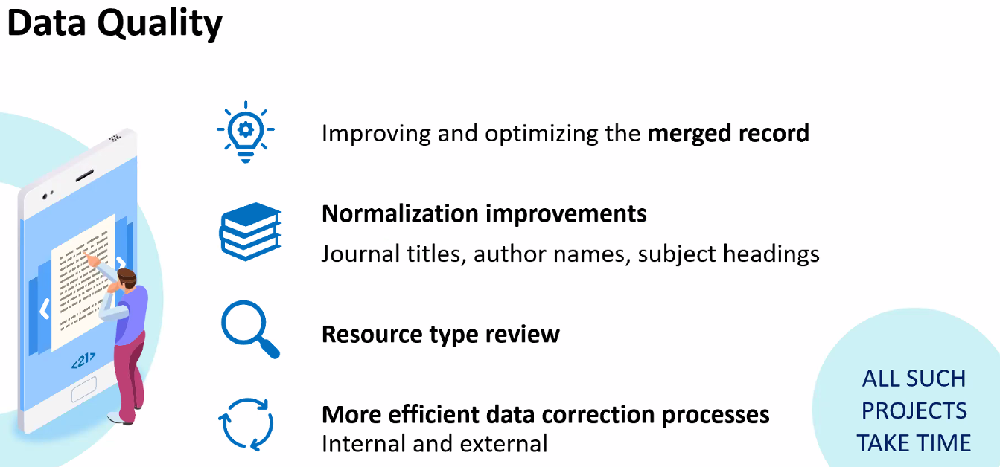 Data Quality
Improving and optimizing the merged record
Normalization improvements
Journal titles, author names, subject headings
Resource type review
<21>
More efficient data correction processes
Internal and external
ALL SUCH
PROJECTS
TAKE TIME